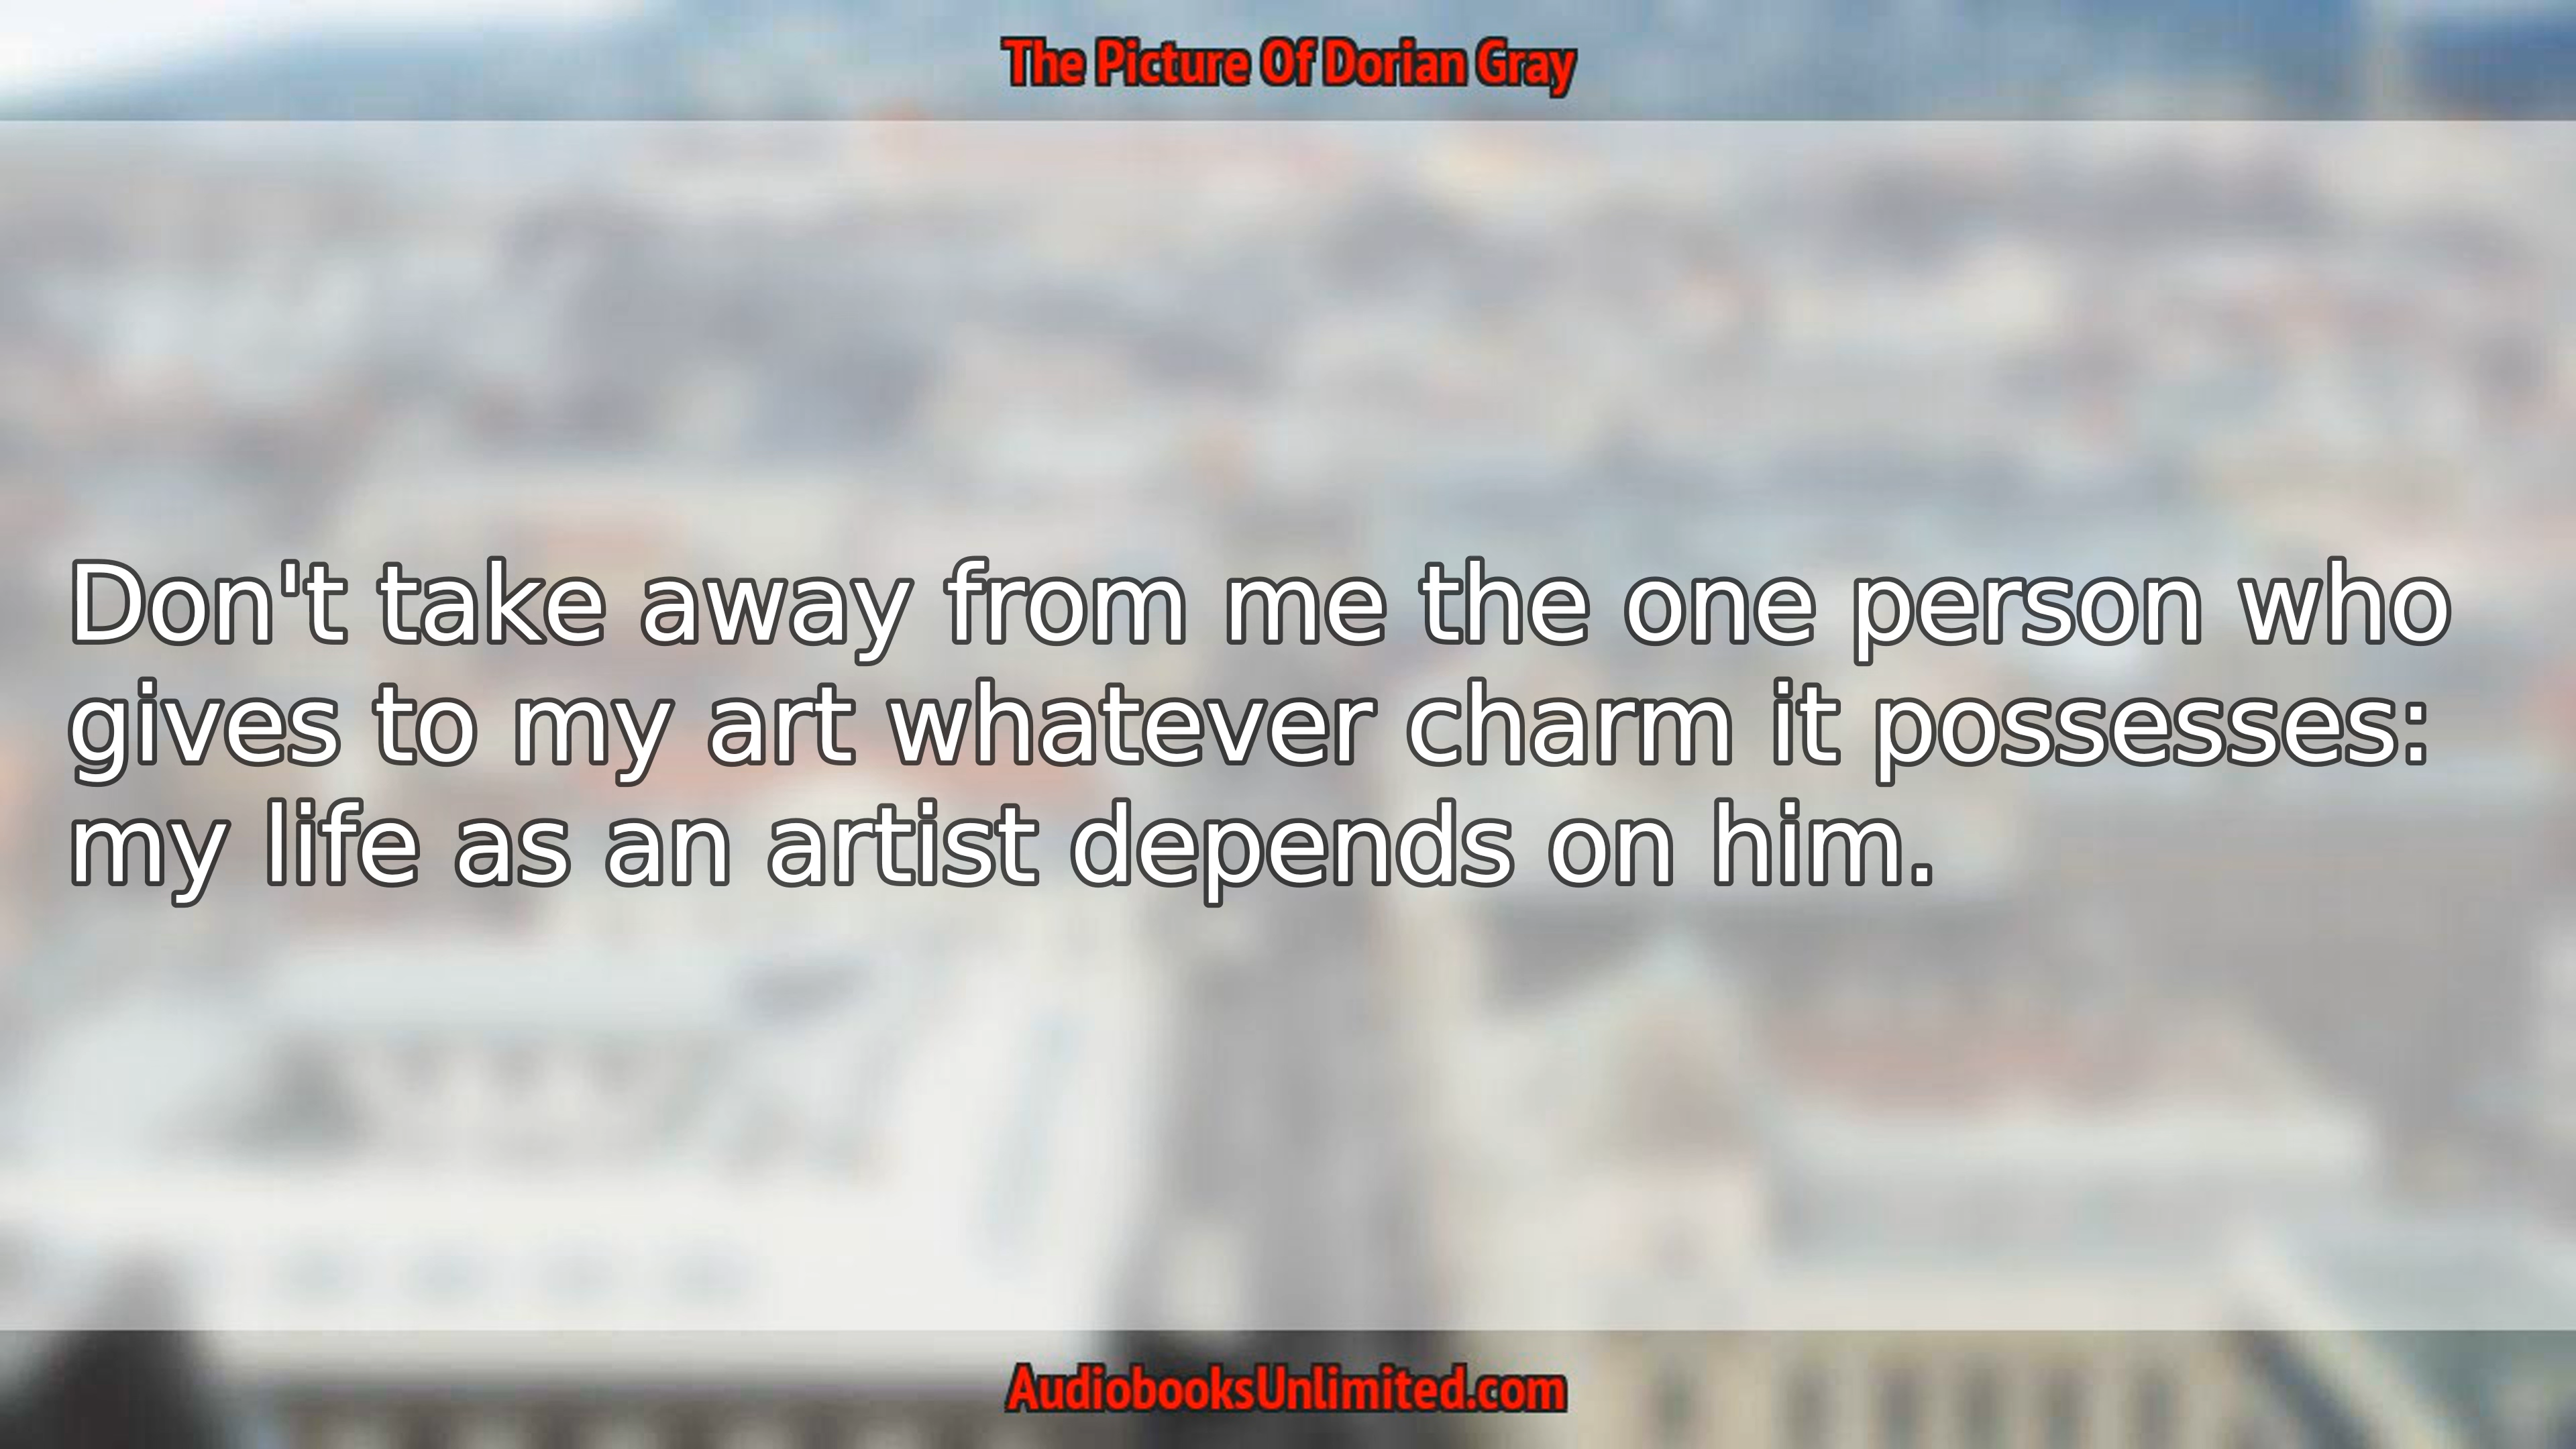 The Picture Of Dorian Gray
Don't take away from me the one person who
gives to my art whatever charm it possesses:
my life as an artist depends on him.
AudiobooksUnlimited.com